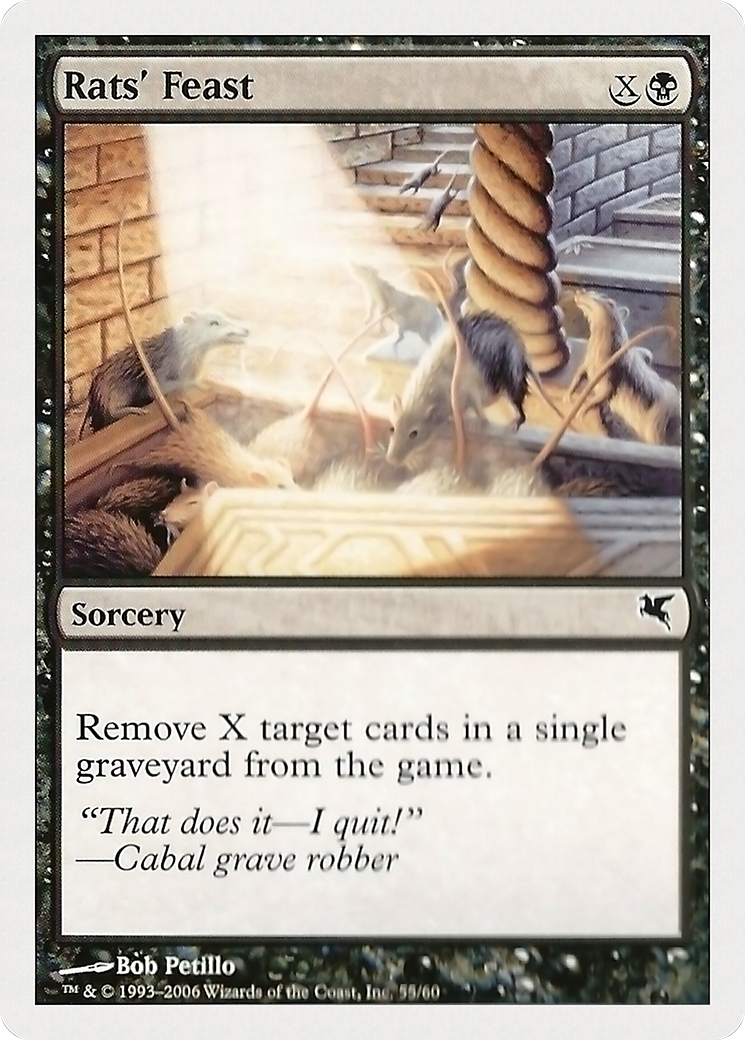 Rats' Feast
X
Sorcery
Remove X target cards in a single
graveyard from the game.
“That does it—I quit!”
—Cabal grave robber
Bob Petillo
™ & © 1993–2006 Wizards of the Coast, Inc. 55/60